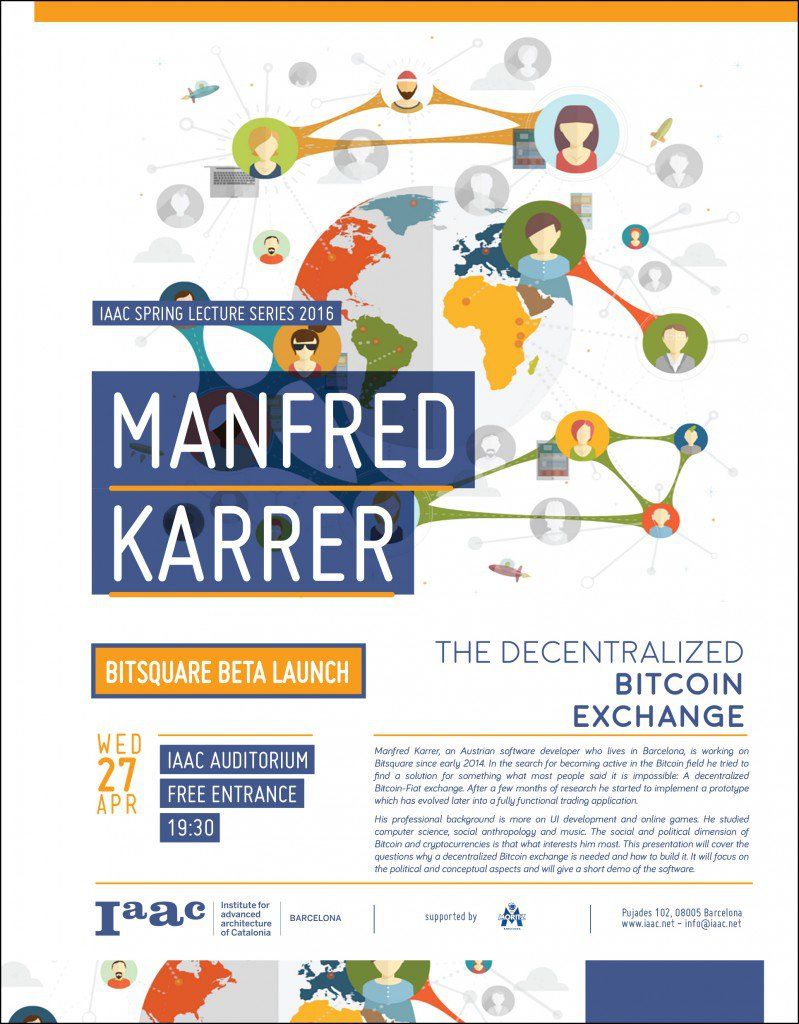 IAAC SPRING LECTURE SERIES 2016
MANFRED
KARRER
BITSQUARE BETA LAUNCH
THE DECENTRALIZED
BITCOIN
EXCHANGE
WED
27
APR
IAAC AUDITORIUM
FREE ENTRANCE
19:30
Manfred Karrer, an Austrian software developer who lives in Barcelona, is working on
Bitsquare since early 2014. In the search for becoming active in the Bitcoin field he tried to
find a solution for something what most people said it is impossible: A decentralized
Bitcoin-Fiat exchange. After a few months of research he started to implement a prototype
which has evolved later into a fully functional trading application.
His professional background is more on UI development and online games. He studied
computer science, social anthropology and music. The social and political dimension of
Bitcoin and cryptocurrencies is that what interests him most. This presentation will cover the
questions why a decentralized Bitcoin exchange is needed and how to build it. It will focus on
the political and conceptual aspects and will give a short demo of the software.
Iaac
Institute for
advanced
architecture
of Catalonia
BARCELONA
supported by
MORITZ
BARCELONA
Pujades 102, 08005 Barcelona
www.iaac.net - info@iaac.net